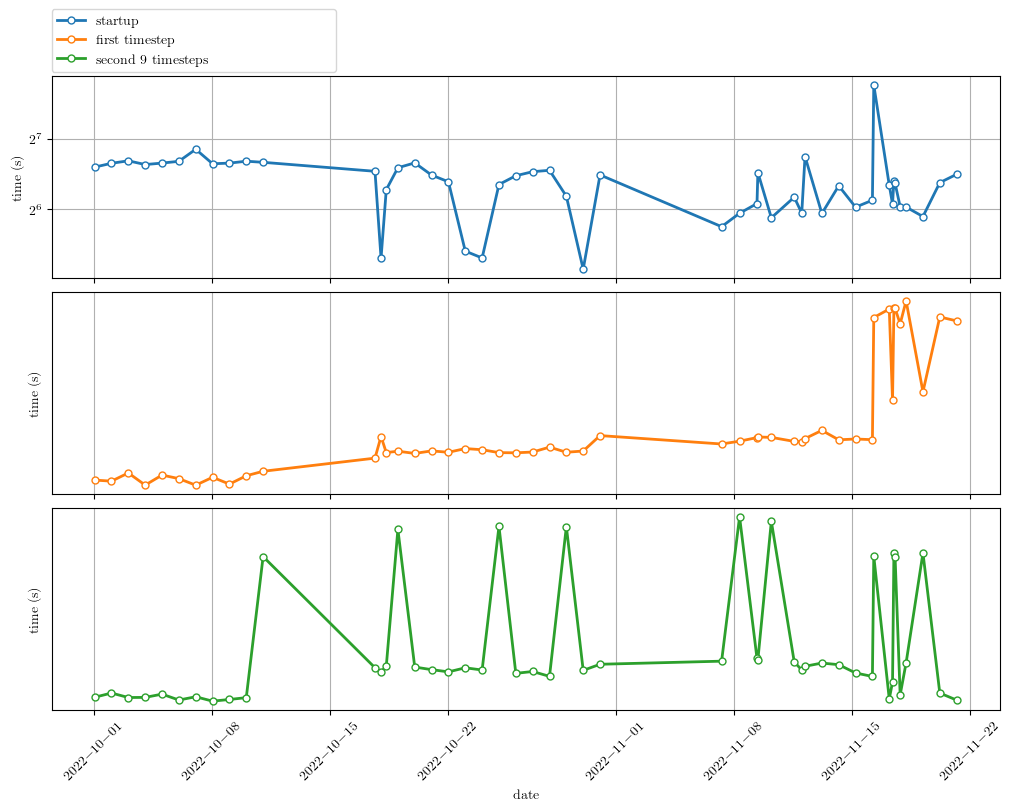 startup
first timestep
second 9 timesteps
2^7
2^6
time (s)
time (s)
time (s)
2022−10−01
2022−10−08
2022−10−15
2022−10−22
2022−11−01
2022−11−08
2022−11−15
2022−11−22
date